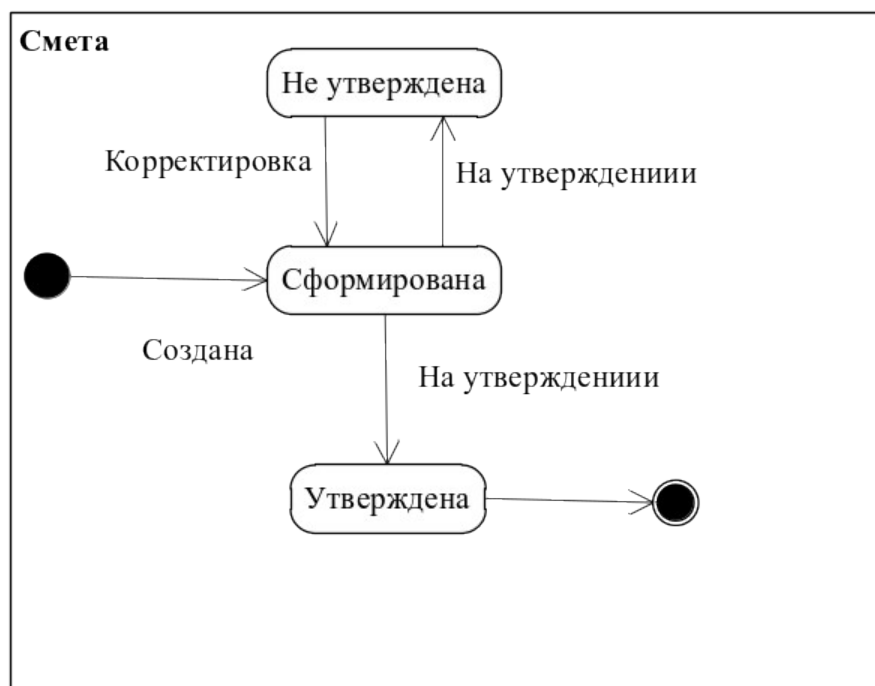 Смета
Не утверждена
Корректировка
На утверждениии
Сформирована
Создана
На утверждениии
Утверждена